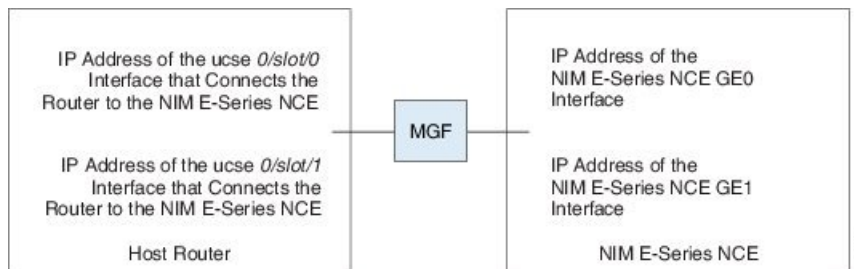 IP Address of the ucse 0/slot/0
Interface that Connects the
Router to the NIM E-Series NCE
IP Address of the ucse 0/slot/1
Interface that Connects the
Router to the NIM E-Series NCE
Host Router
MGF
IP Address of the
NIM E-Series NCE GE0
Interface
IP Address of the
NIM E-Series NCE GE1
Interface
NIM E-Series NCE